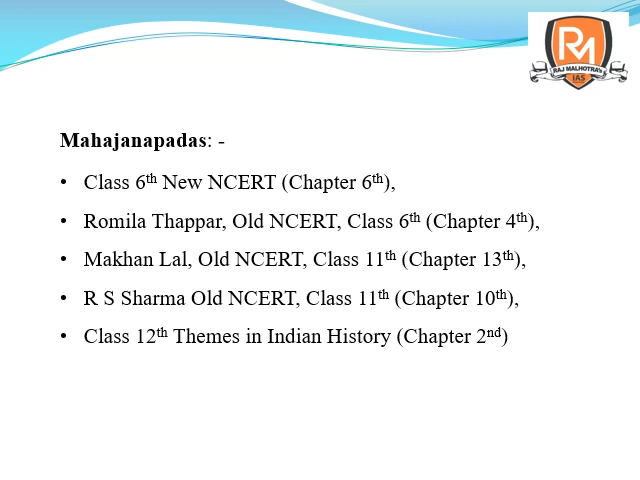 RM
RAJ MALHOTRA's
IAS
Mahajanapadas: -
• Class 6th New NCERT (Chapter 6th),
• Romila Thappar, Old NCERT, Class 6th (Chapter 4th),
• Makhan Lal, Old NCERT, Class 11th (Chapter 13th),
• R S Sharma Old NCERT, Class 11th (Chapter 10th),
• Class 12th Themes in Indian History (Chapter 2nd)